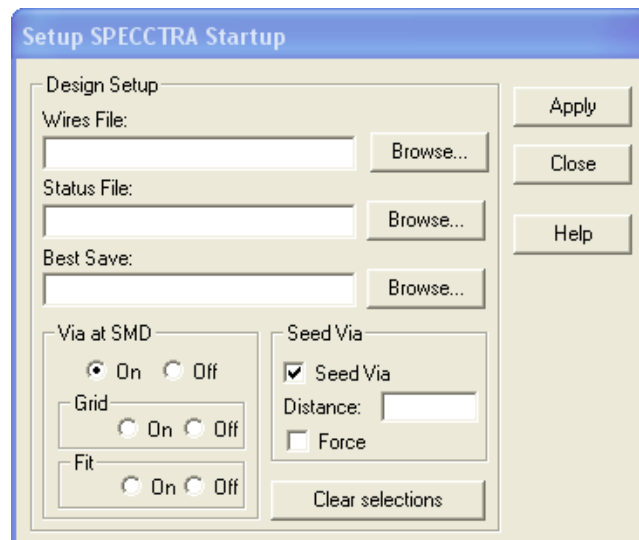 Setup SPECCTRA Startup
Design Setup
Wires File:
Browse...
Status File:
Browse...
Best Save:
Browse...
Apply
Close
Help
Via at SMD
On Off
Grid
On Off
Fit
On Off
Seed Via
Seed Via
Distance:
Force
Clear selections